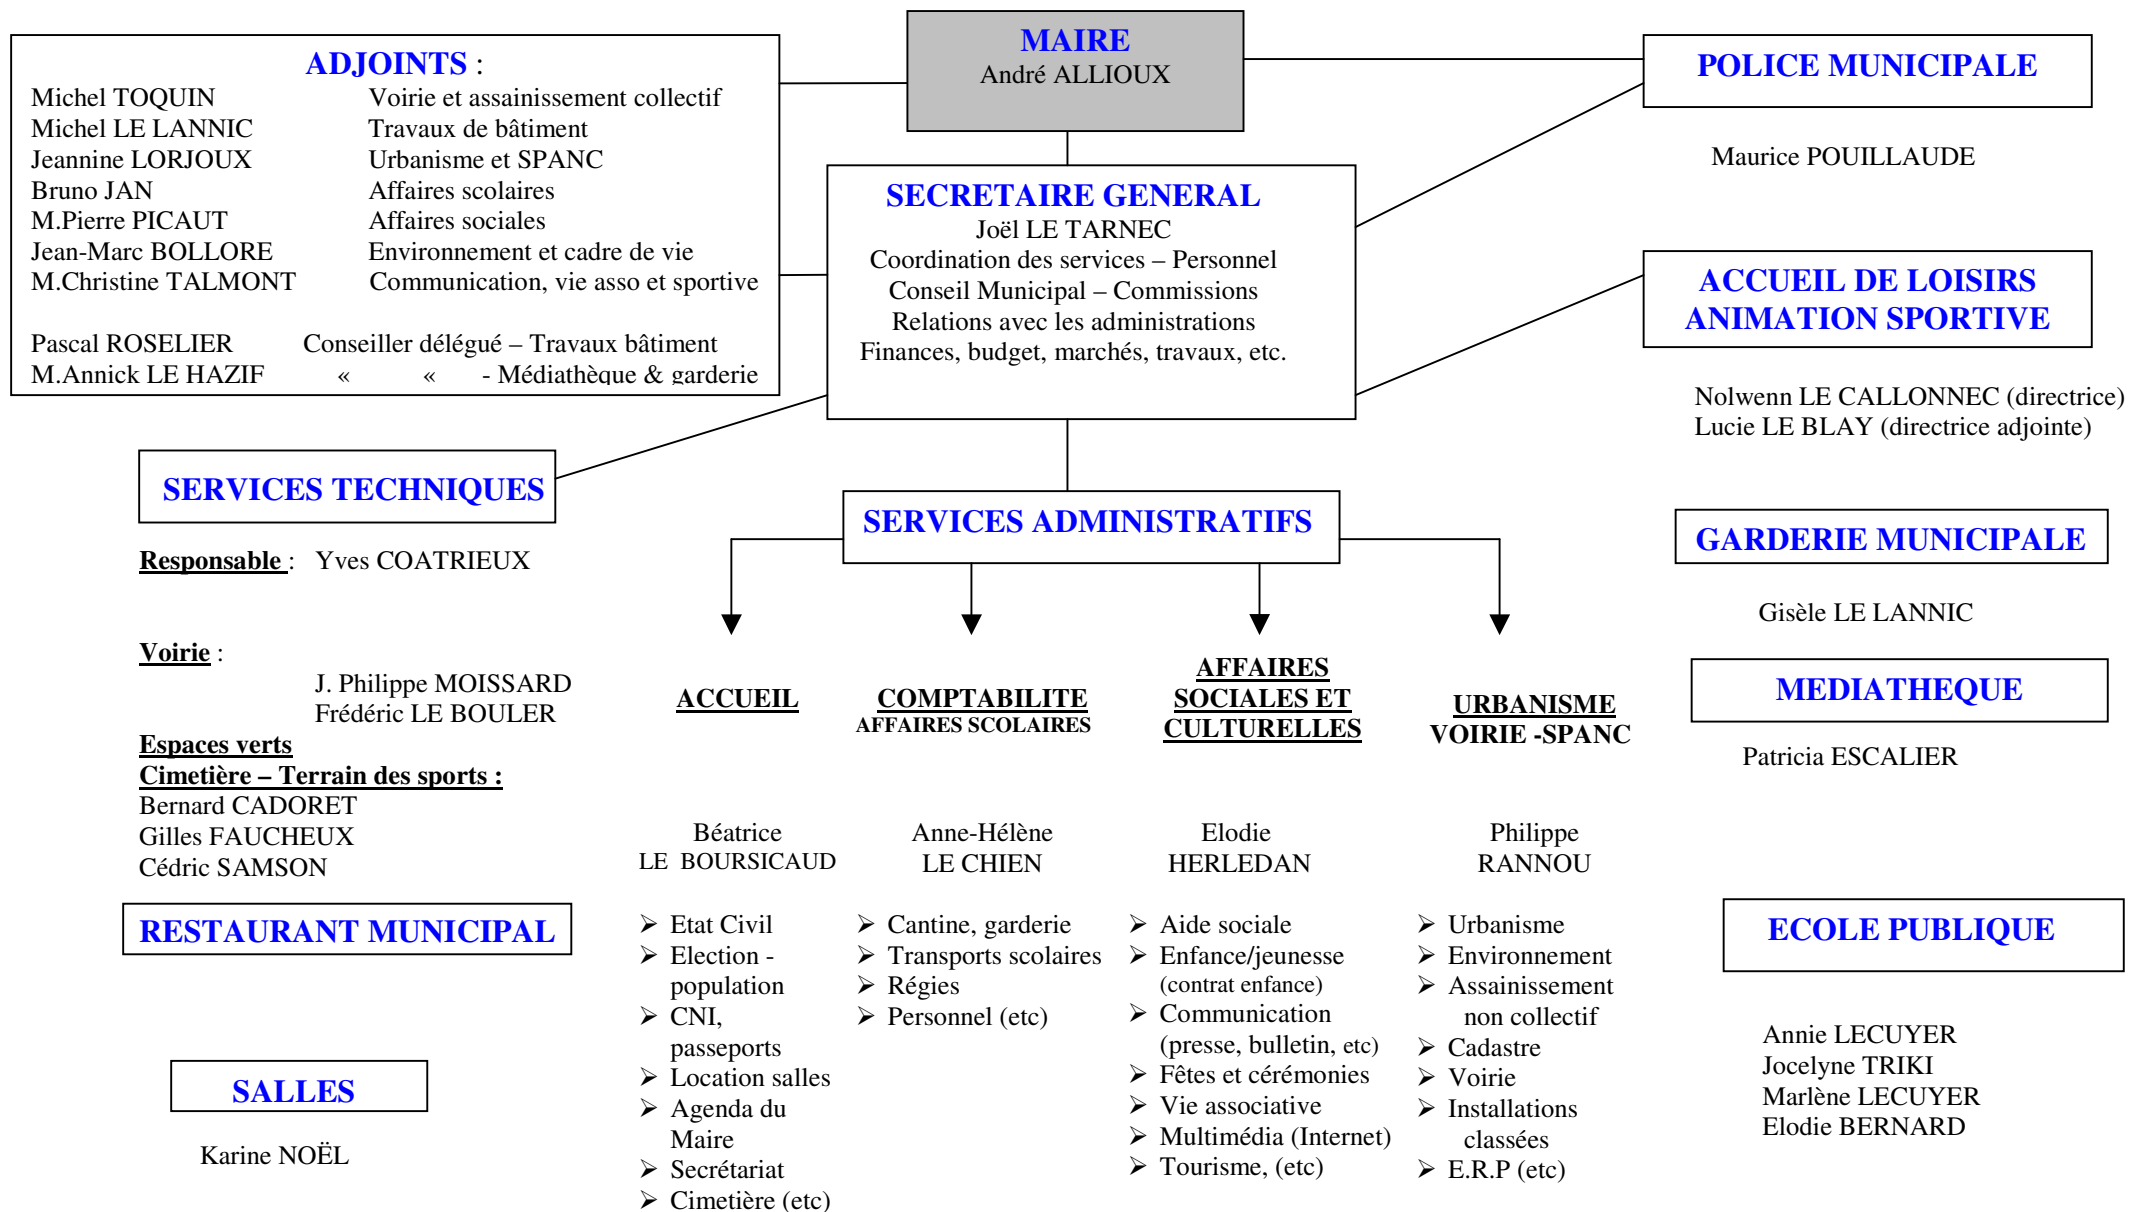 MAIRE
André ALLIOUX
ADJOINTS :
Michel TOQUIN Voirie et assainissement collectif
Michel LE LANNIC Travaux de bâtiment
Jeannine LORJOUX Urbanisme et SPANC
Bruno JAN Affaires scolaires
M.Pierre PICAUT Affaires sociales
Jean-Marc BOLLORE Environnement et cadre de vie
M.Christine TALMONT Communication, vie asso et sportive
Pascal ROSELIER Conseiller délégué – Travaux bâtiment
M.Annick LE HAZIF « « - Médiathèque & garderie
POLICE MUNICIPALE
Maurice POUILLAUDE
SECRETAIRE GENERAL
Joël LE TARNEC
Coordination des services – Personnel
Conseil Municipal – Commissions
Relations avec les administrations
Finances, budget, marchés, travaux, etc.
ACCUEIL DE LOISIRS
ANIMATION SPORTIVE
Nolwenn LE CALLONNEC (directrice)
Lucie LE BLAY (directrice adjointe)
SERVICES TECHNIQUES
Responsable : Yves COATRIEUX
Voirie :
J. Philippe MOISSARD
Frédéric LE BOULER
Espaces verts
Cimetière – Terrain des sports :
Bernard CADORET
Gilles FAUCHEUX
Cédric SAMSON
RESTAURANT MUNICIPAL
SALLES
Karine NOËL
SERVICES ADMINISTRATIFS
ACCUEIL
Béatrice
LE BOURSICAUD
➢ Etat Civil
➢ Election -
population
➢ CNI,
passeports
➢ Location salles
➢ Agenda du
Maire
➢ Secrétariat
➢ Cimetière (etc)
COMPTABILITE
AFFAIRES SCOLAIRES
Anne-Hélène
LE CHIEN
➢ Cantine, garderie
➢ Transports scolaires
➢ Régies
➢ Personnel (etc)
AFFAIRES
SOCIALES ET
CULTURELLES
Elodie
HERLEDAN
➢ Aide sociale
➢ Enfance/jeunesse
(contrat enfance)
➢ Communication
(presse, bulletin, etc)
➢ Fêtes et cérémonies
➢ Vie associative
➢ Multimédia (Internet)
➢ Tourisme, (etc)
URBANISME
VOIRIE -SPANC
Philippe
RANNOU
➢ Urbanisme
➢ Environnement
➢ Assainissement
non collectif
➢ Cadastre
➢ Voirie
➢ Installations
classées
➢ E.R.P (etc)
GARDERIE MUNICIPALE
Gisèle LE LANNIC
MEDIATHEQUE
Patricia ESCALIER
ECOLE PUBLIQUE
Annie LECUYER
Jocelyne TRIKI
Marlène LECUYER
Elodie BERNARD